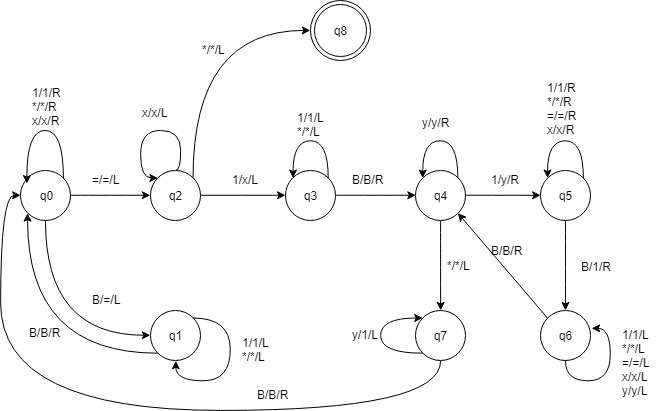 q8
*/*/L
1/1/R
*/*/R
x/x/R
x/x/L
1/1/L
*/*/L
y/y/R
1/1/R
*/*/R
=/=/R
x/x/R
q0
=/=/L
q2
1/x/L
q3
B/B/R
q4
1/y/R
q5
B/B/R
*/*/L
B/1/R
B/=/L
B/B/R
q1
1/1/L
*/*/L
y/1/L
q7
q6
1/1/L
*/*/L
=/=/L
x/x/L
y/y/L
B/B/R